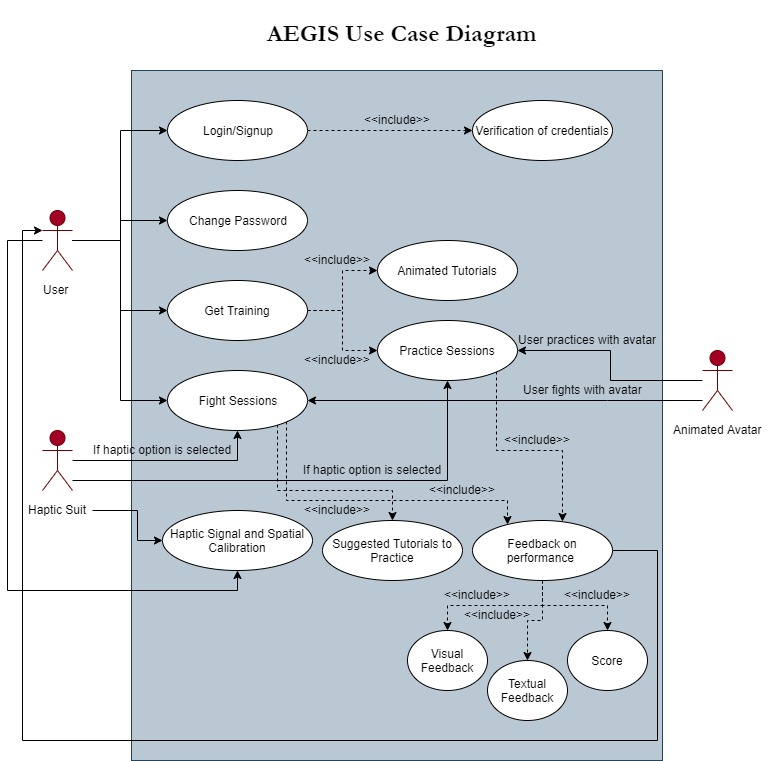 AEGIS Use Case Diagram
Login/Signup
<<include>>
Verification of credentials
Change Password
User
<<include>>
Animated Tutorials
Get Training
<<include>>
Practice Sessions
User practices with avatar
Fight Sessions
User fights with avatar
Animated Avatar
If haptic option is selected
<<include>>
If haptic option is selected
Haptic Suit
<<include>>
<<include>>
Haptic Signal and Spatial
Calibration
Suggested Tutorials to
Practice
Feedback on
performance
<<include>>
<<include>>
<<include>>
Visual
Feedback
Textual
Feedback
Score